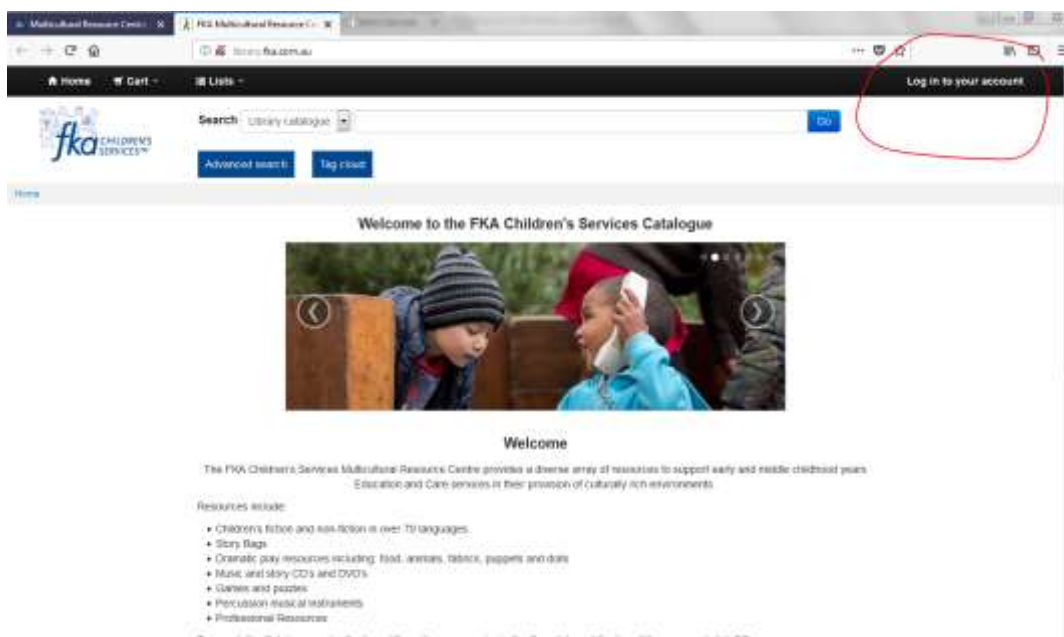 Multicultural Resource Centr
FKA Multicultural Resource Ce
library.fka.com.au
Home Cart Lists Log in to your account
fka CHILDREN'S SERVICES™
Search Library catalogue Go
Advanced search Tag cloud
Home
Welcome to the FKA Children's Services Catalogue
Welcome
The FKA Children's Services Multicultural Resource Centre provides a diverse array of resources to support early and middle childhood years
Education and Care services in their provision of culturally rich environments.
Resources include:
• Children's fiction and non-fiction in over 70 languages
• Story Bags
• Dramatic play resources including: food, animals, fabrics, puppets and dolls
• Music and story CD's and DVD's
• Games and puzzles
• Percussion musical instruments
• Professional Resources